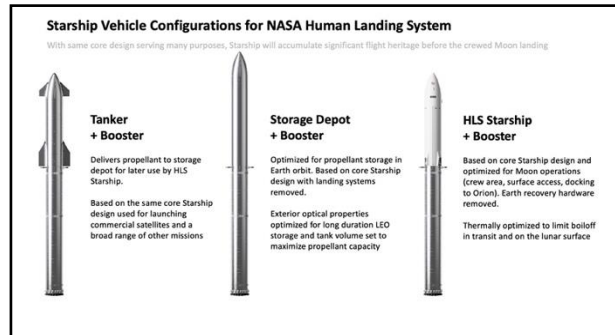 Starship Vehicle Configurations for NASA Human Landing System
With same core design serving many purposes, Starship will accumulate significant flight heritage before the crewed Moon landing
Tanker
+ Booster
Delivers propellant to storage
depot for later use by HLS
Starship.
Based on the same core Starship
design used for launching
commercial satellites and a
broad range of other missions
Storage Depot
+ Booster
Optimized for propellant storage in
Earth orbit. Based on core Starship
design with landing systems
removed.
Exterior optical properties
optimized for long duration LEO
storage and tank volume set to
maximize propellant capacity
HLS Starship
+ Booster
Based on core Starship design and
optimized for Moon operations
(crew area, surface access, docking
to Orion). Earth recovery hardware
removed.
Thermally optimized to limit boiloff
in transit and on the lunar surface